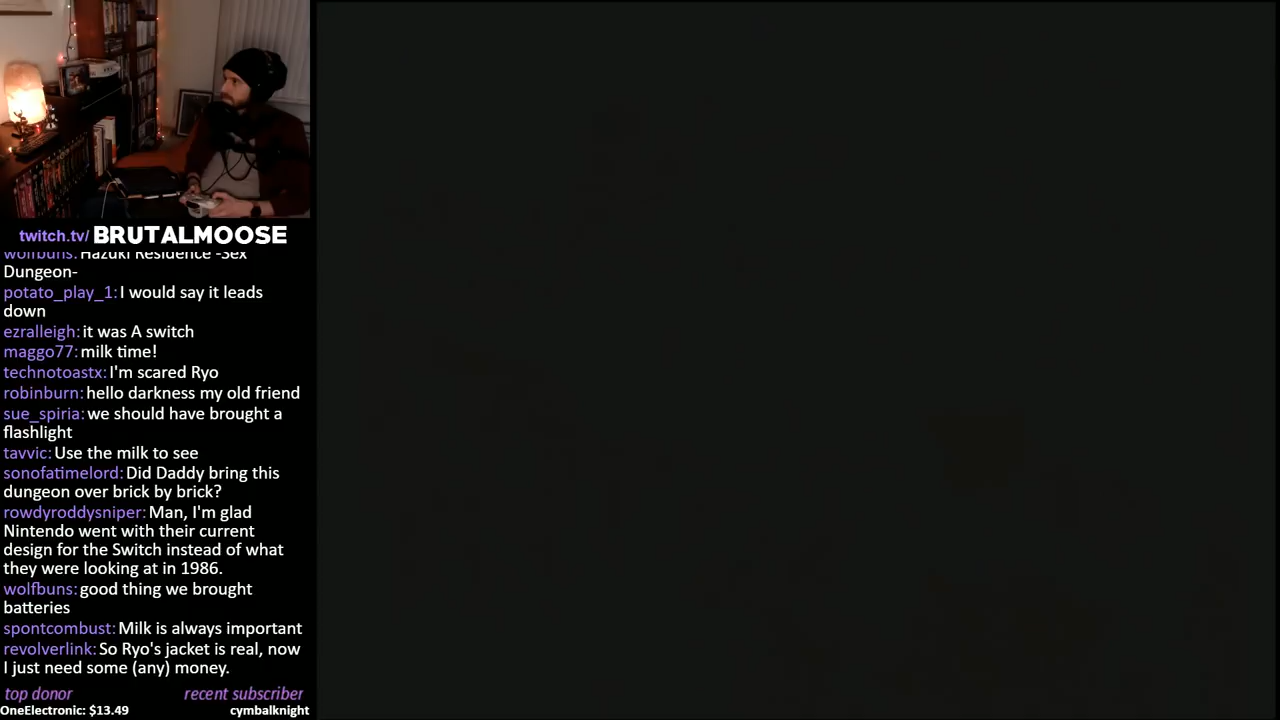 twitch.tv/ BRUTALMOOSE
wolfbuns: Hazuki Residence -Sex
Dungeon-
potato_play_1: I would say it leads
down
ezralleigh: it was A switch
maggo77: milk time!
technotoastx: I'm scared Ryo
robinburn: hello darkness my old friend
sue_spiria: we should have brought a
flashlight
tavvic: Use the milk to see
sonofatimelord: Did Daddy bring this
dungeon over brick by brick?
rowdyroddysniper: Man, I'm glad
Nintendo went with their current
design for the Switch instead of what
they were looking at in 1986.
wolfbuns: good thing we brought
batteries
spontcombust: Milk is always important
revolverlink: So Ryo's jacket is real, now
I just need some (any) money.
top donor recent subscriber
OneElectronic: $13.49 cymbalknight